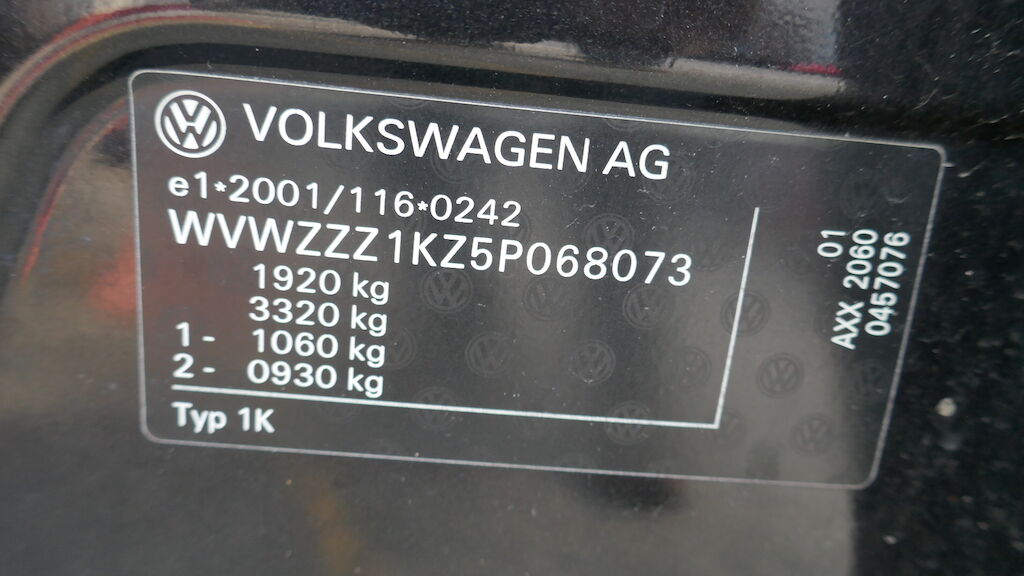 VOLKSWAGEN AG
e1*2001/116*0242
WVWZZZ1KZ5P068073
1920 kg
3320 kg
1- 1060 kg
2- 0930 kg
Typ 1K
01
AXX 2060
0457076